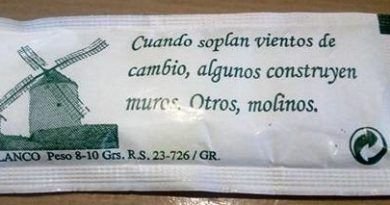 Cuando soplan vientos de
cambio, algunos construyen
muros. Otros, molinos.
LANCO Peso 8-10 Grs. R.S. 23-726 / GR.